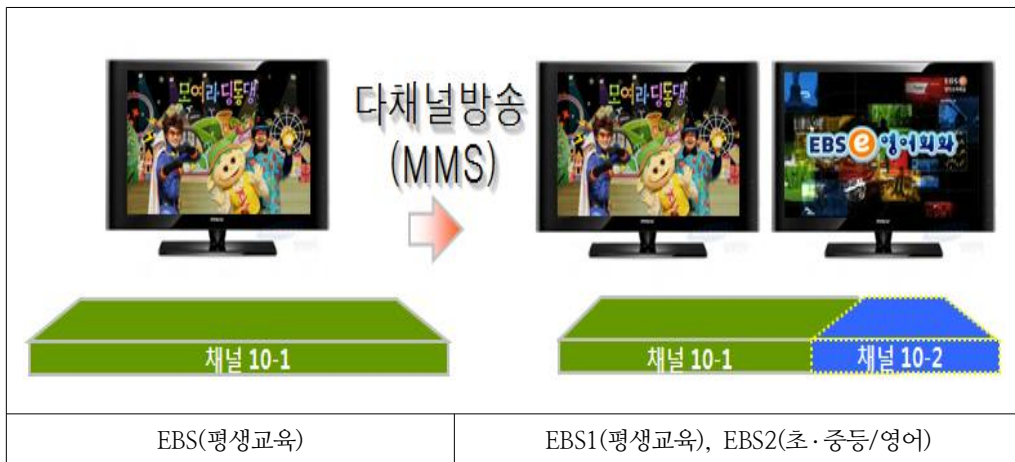 모여라딩동댕
다채널방송
(MMS)
모여라딩동댕
EBS
EBS e 영어회화
채널 10-1
채널 10-1
채널 10-2
EBS(평생교육)
EBS1(평생교육), EBS2(초·중등/영어)